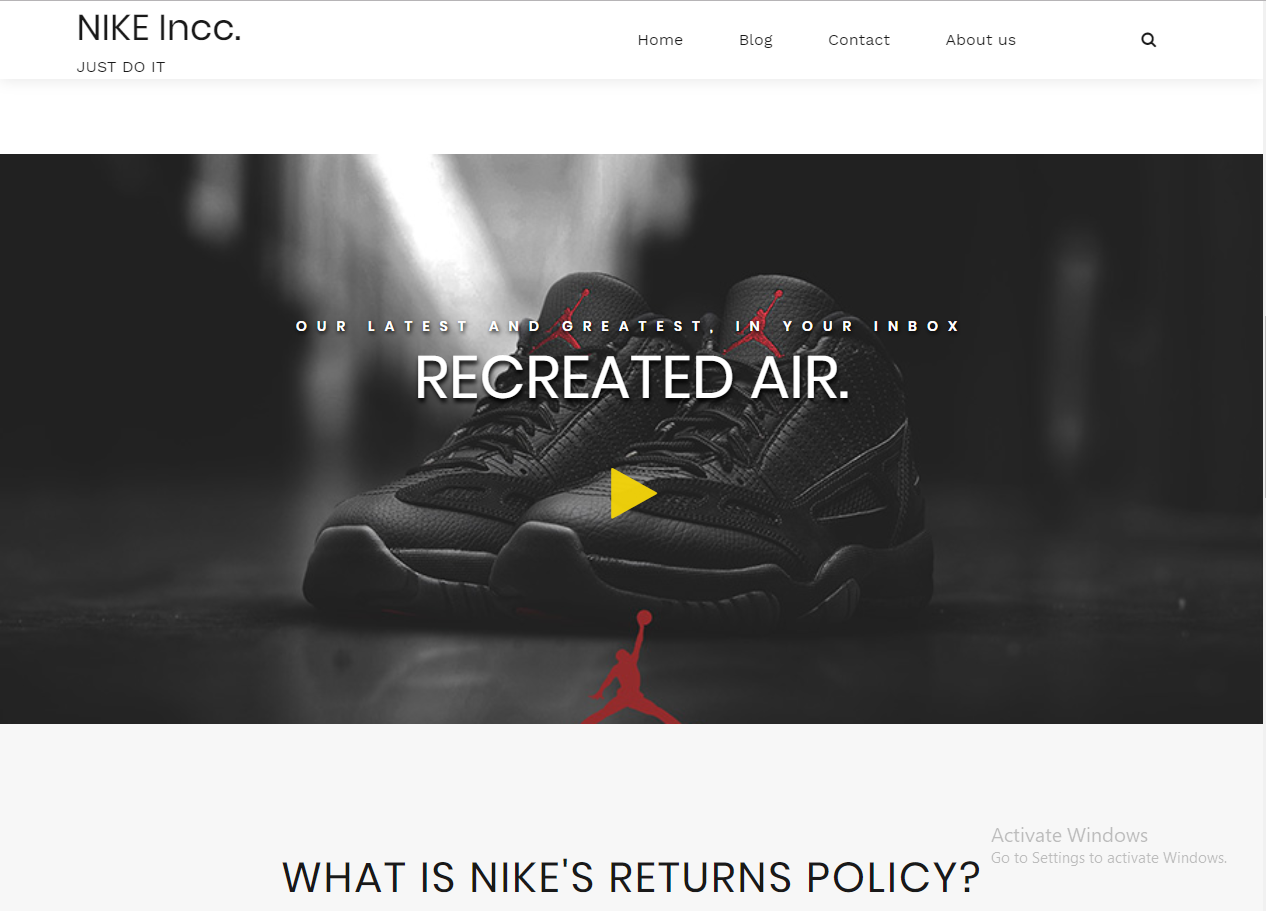 NIKE Incc.
JUST DO IT
Home Blog Contact About us
OUR LATEST AND GREATEST, IN YOUR INBOX
RECREATED AIR.
Activate Windows
Go to Settings to activate Windows.
WHAT IS NIKE'S RETURNS POLICY?